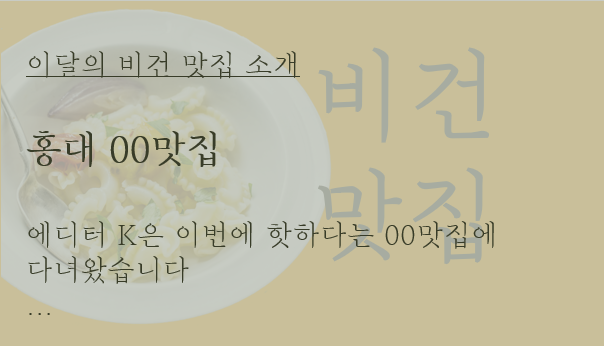 이달의 비건 맛집 소개
비건
홍대 00맛집
맛집
에디터 K은 이번에 핫하다는 00맛집에
다녀왔습니다
...